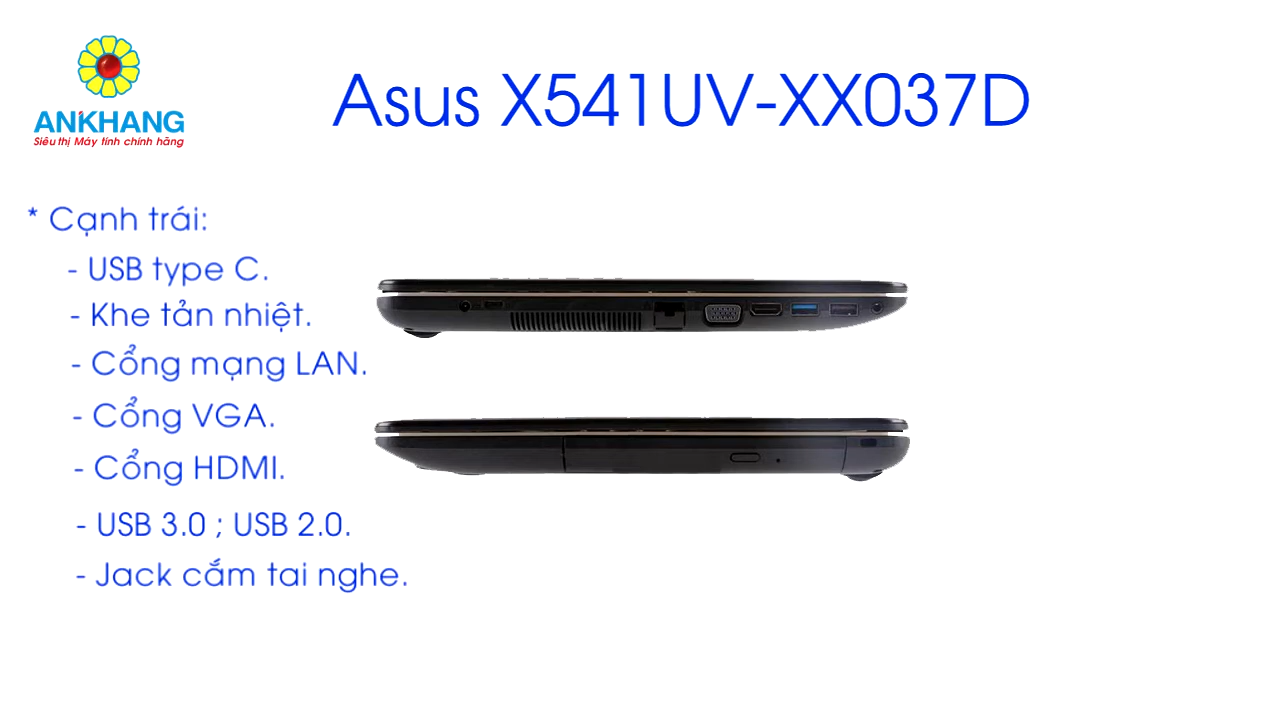 ANKHANG
Siêu thị Máy tính chính hãng
Asus X541UV-XX037D
* Cạnh trái:
- USB type C.
- Khe tản nhiệt.
- Cổng mạng LAN.
- Cổng VGA.
- Cổng HDMI.
- USB 3.0 ; USB 2.0.
- Jack cắm tai nghe.